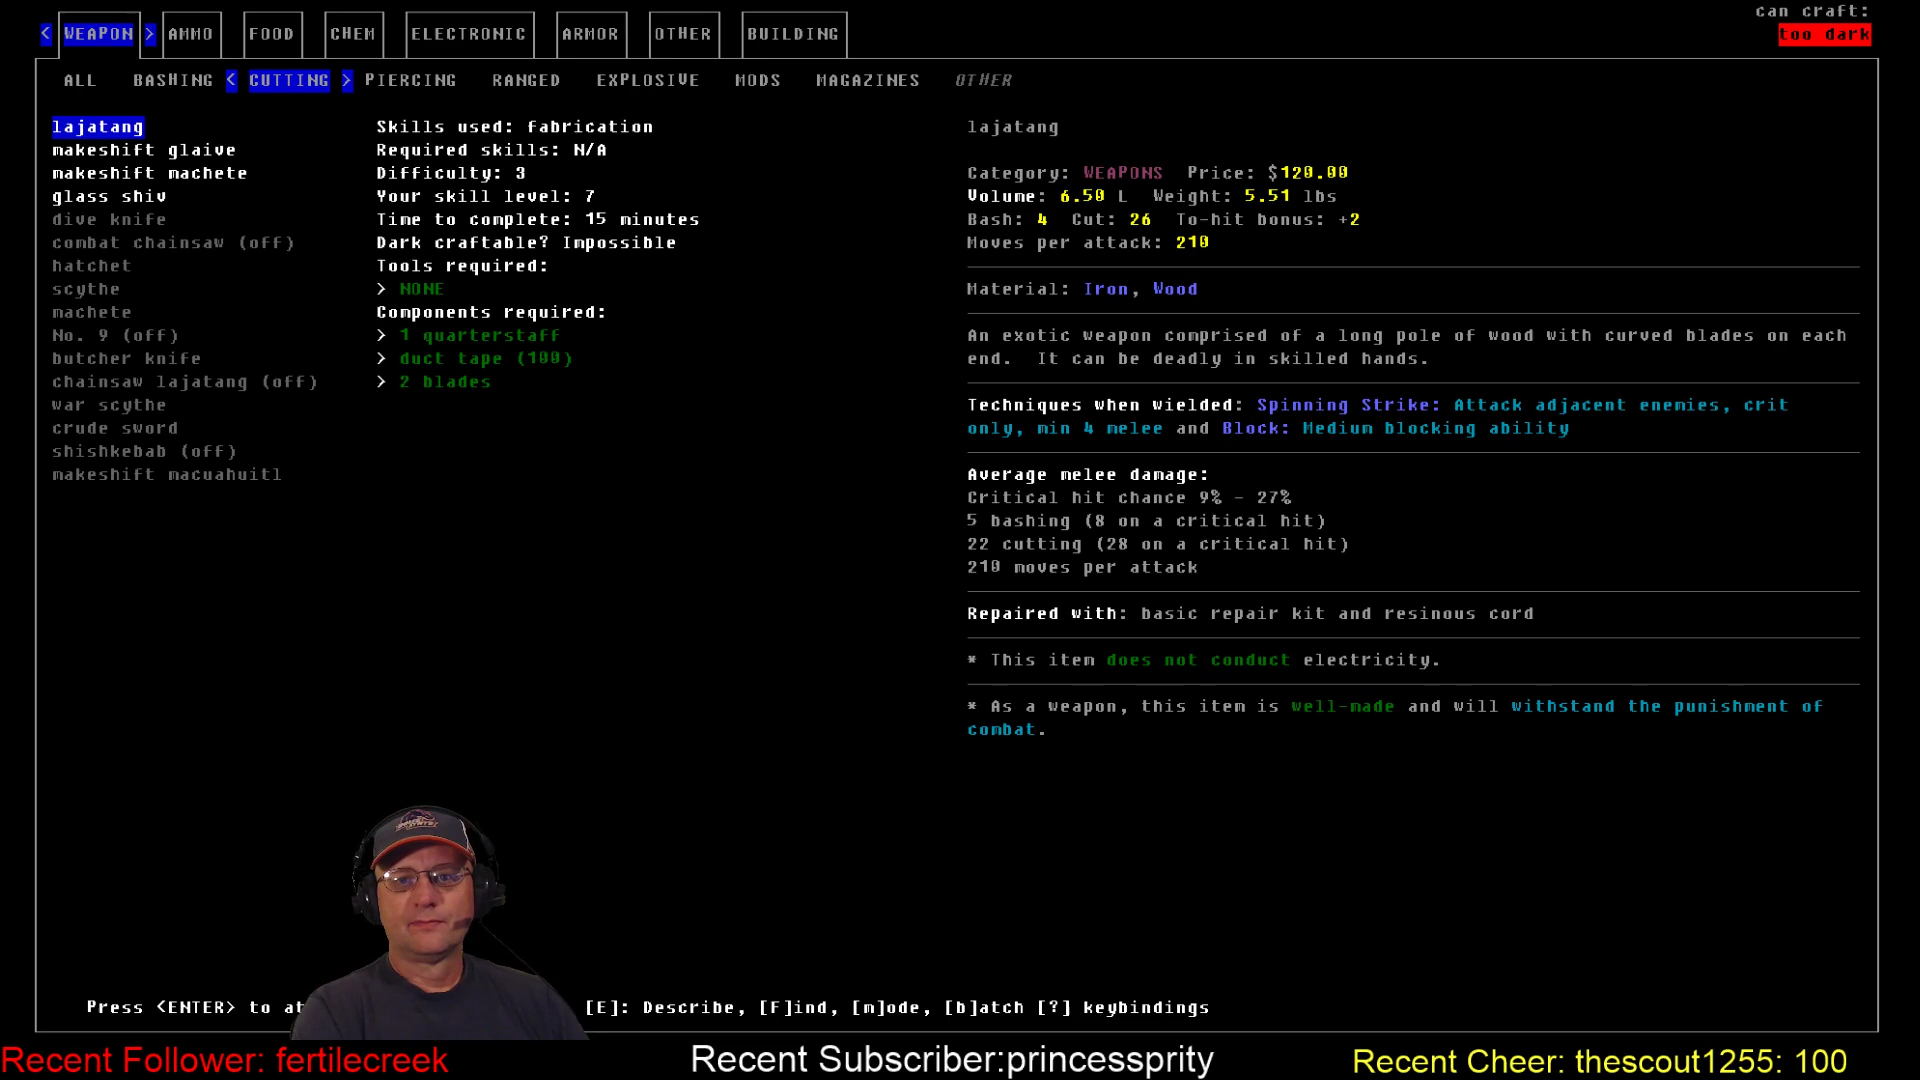 can craft:
< WEAPON > AMMO FOOD CHEM ELECTRONIC ARMOR OTHER BUILDING too dark
ALL BASHING < CUTTING > PIERCING RANGED EXPLOSIVE MODS MAGAZINES OTHER
lajatang
makeshift glaive
makeshift machete
glass shiv
dive knife
combat chainsaw (off)
hatchet
scythe
machete
No. 9 (off)
butcher knife
chainsaw lajatang (off)
war scythe
crude sword
shishkebab (off)
makeshift macuahuitl
Skills used: fabrication
Required skills: N/A
Difficulty: 3
Your skill level: 7
Time to complete: 15 minutes
Dark craftable? Impossible
Tools required:
> NONE
Components required:
> 1 quarterstaff
> duct tape (100)
> 2 blades
lajatang
Category: WEAPONS Price: $120.00
Volume: 6.50 L Weight: 5.51 lbs
Bash: 4 Cut: 26 To-hit bonus: +2
Moves per attack: 210
Material: Iron, Wood
An exotic weapon comprised of a long pole of wood with curved blades on each
end. It can be deadly in skilled hands.
Techniques when wielded: Spinning Strike: Attack adjacent enemies, crit
only, min 4 melee and Block: Medium blocking ability
Average melee damage:
Critical hit chance 9% - 27%
5 bashing (8 on a critical hit)
22 cutting (28 on a critical hit)
210 moves per attack
Repaired with: basic repair kit and resinous cord
* This item does not conduct electricity.
* As a weapon, this item is well-made and will withstand the punishment of
combat.
Press <ENTER> to at [E]: Describe, [F]ind, [m]ode, [b]atch [?] keybindings
Recent Follower: fertilecreek Recent Subscriber:princessprity Recent Cheer: thescout1255: 100